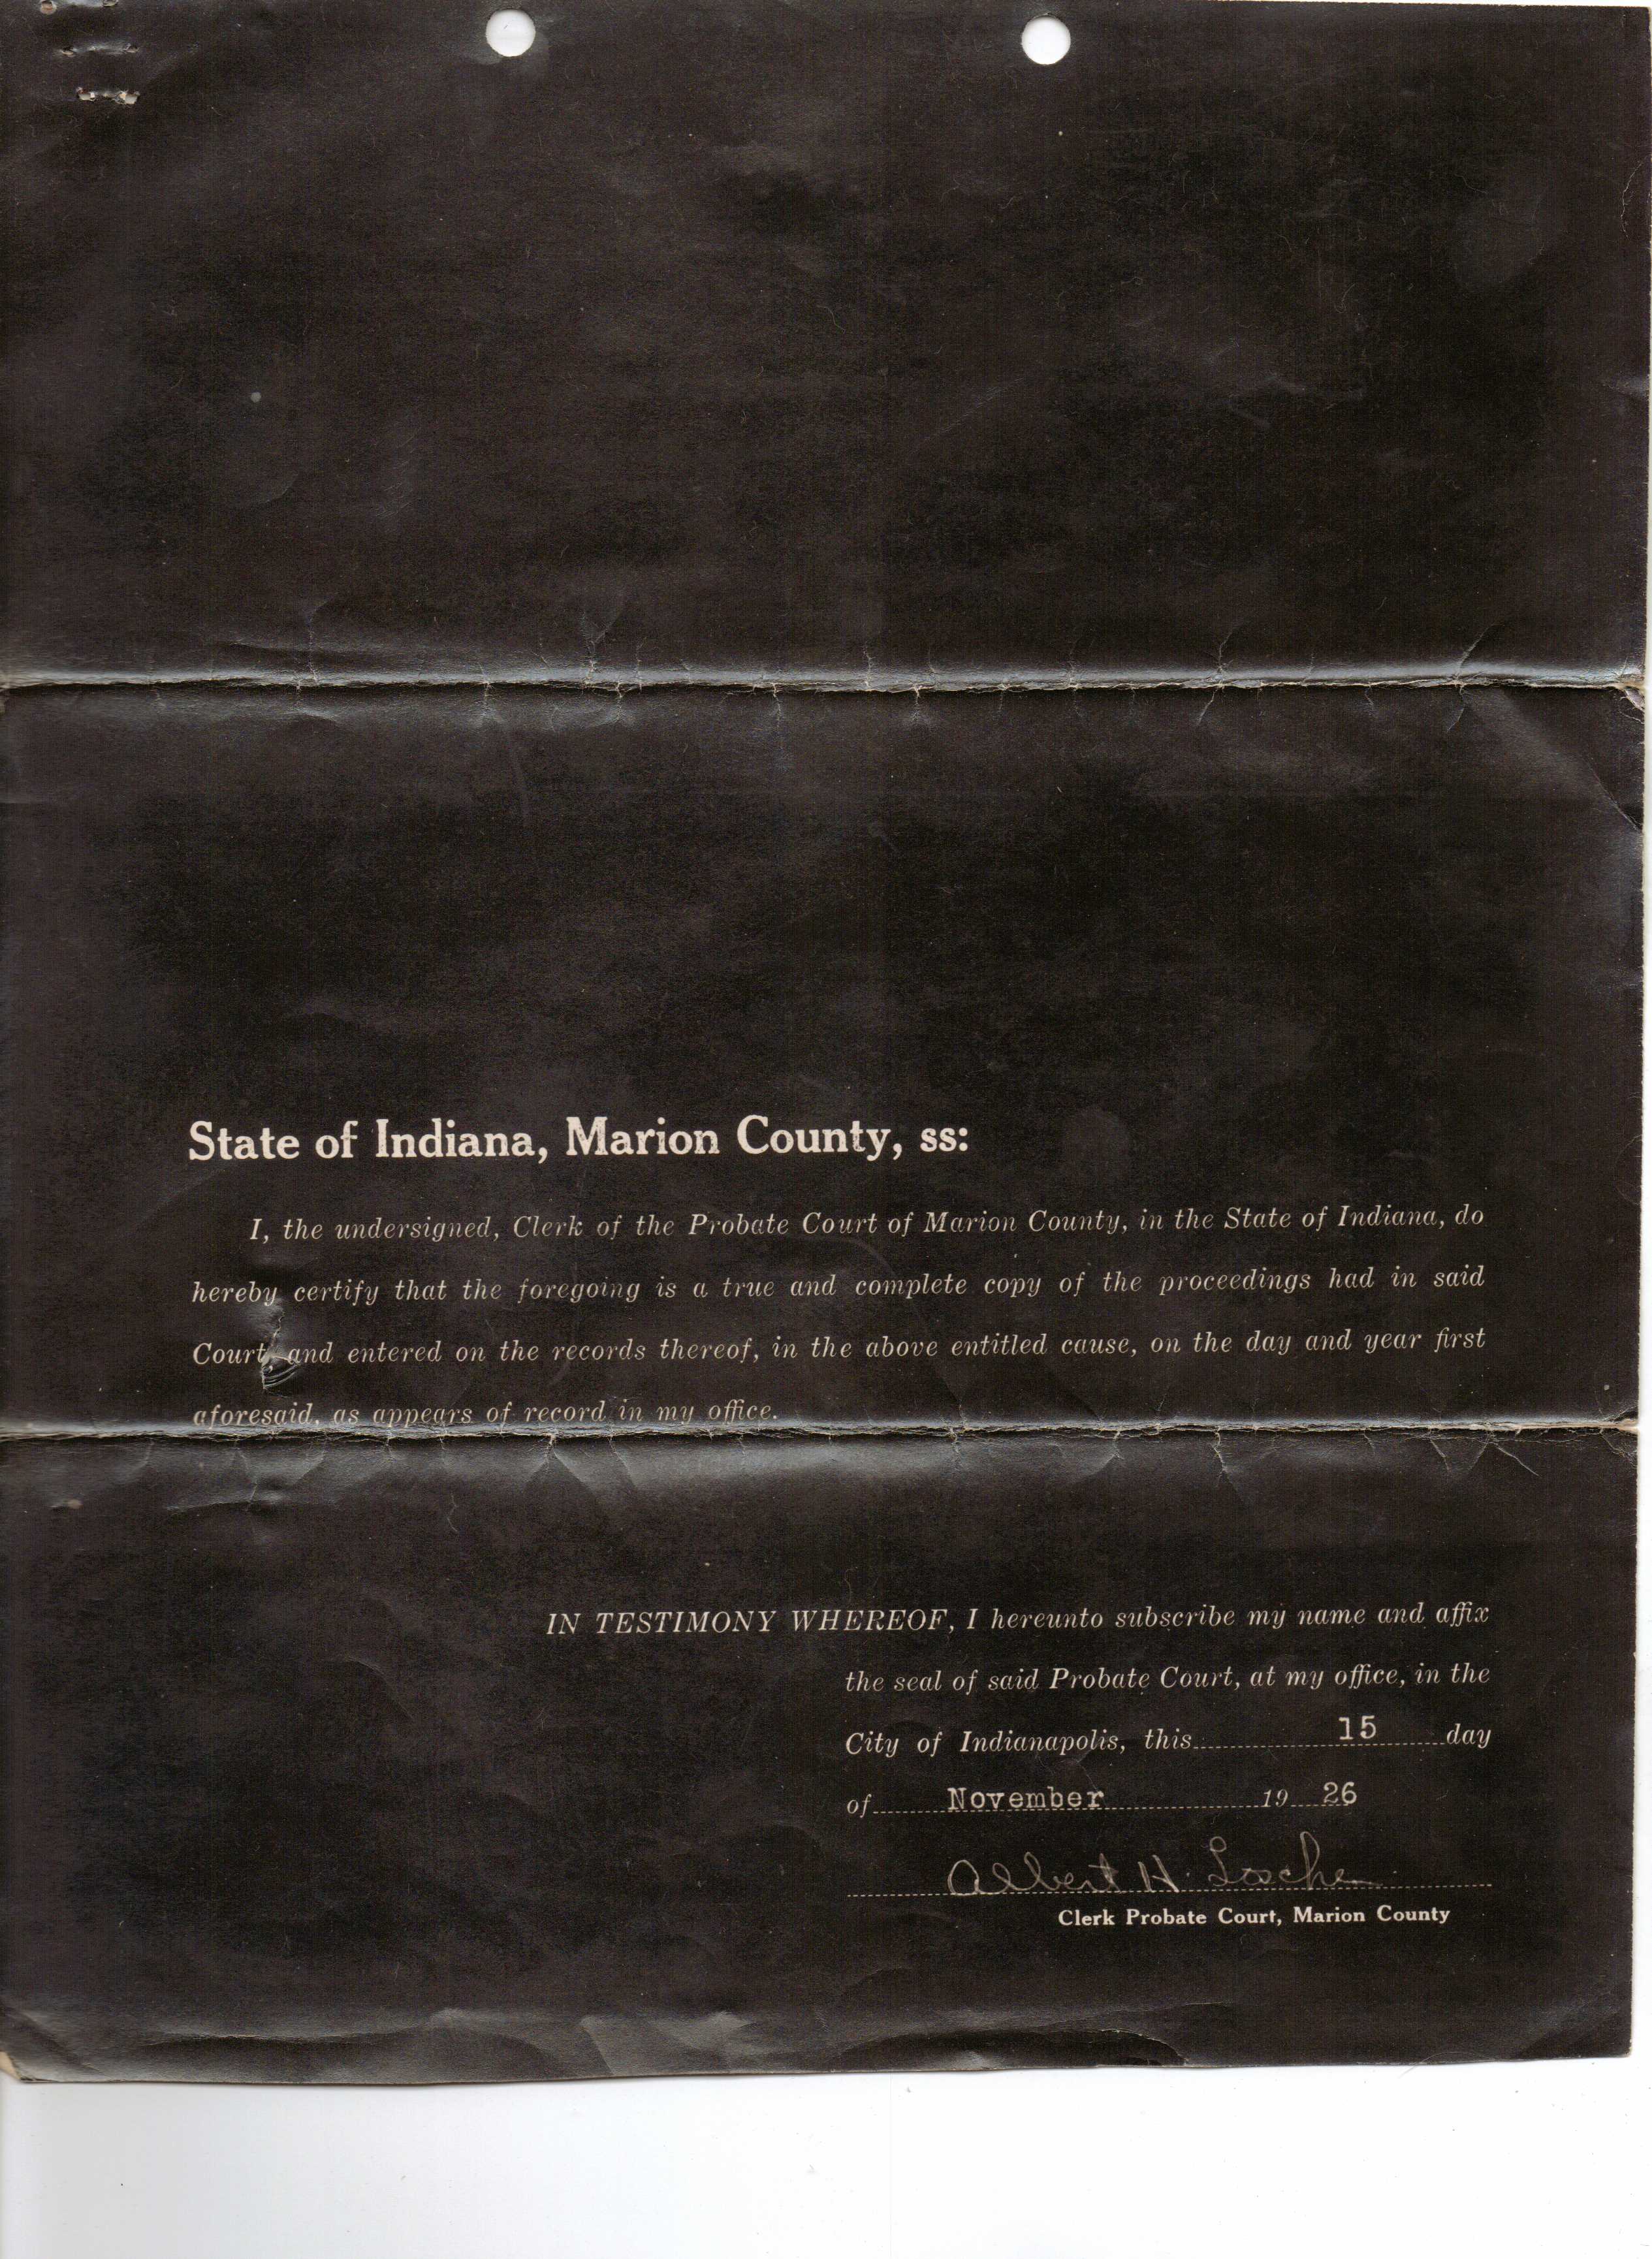 State of Indiana, Marion County, ss:
I, the undersigned, Clerk of the Probate Court of Marion County, in the State of Indiana, do
hereby certify that the foregoing is a true and complete copy of the proceedings had in said
Court, and entered on the records thereof, in the above entitled cause, on the day and year first
aforesaid, as appears of record in my office.
IN TESTIMONY WHEREOF, I hereunto subscribe my name and affix
the seal of said Probate Court, at my office, in the
City of Indianapolis, this 15 day
of November 19 26
Albert H. Losche
Clerk Probate Court, Marion County